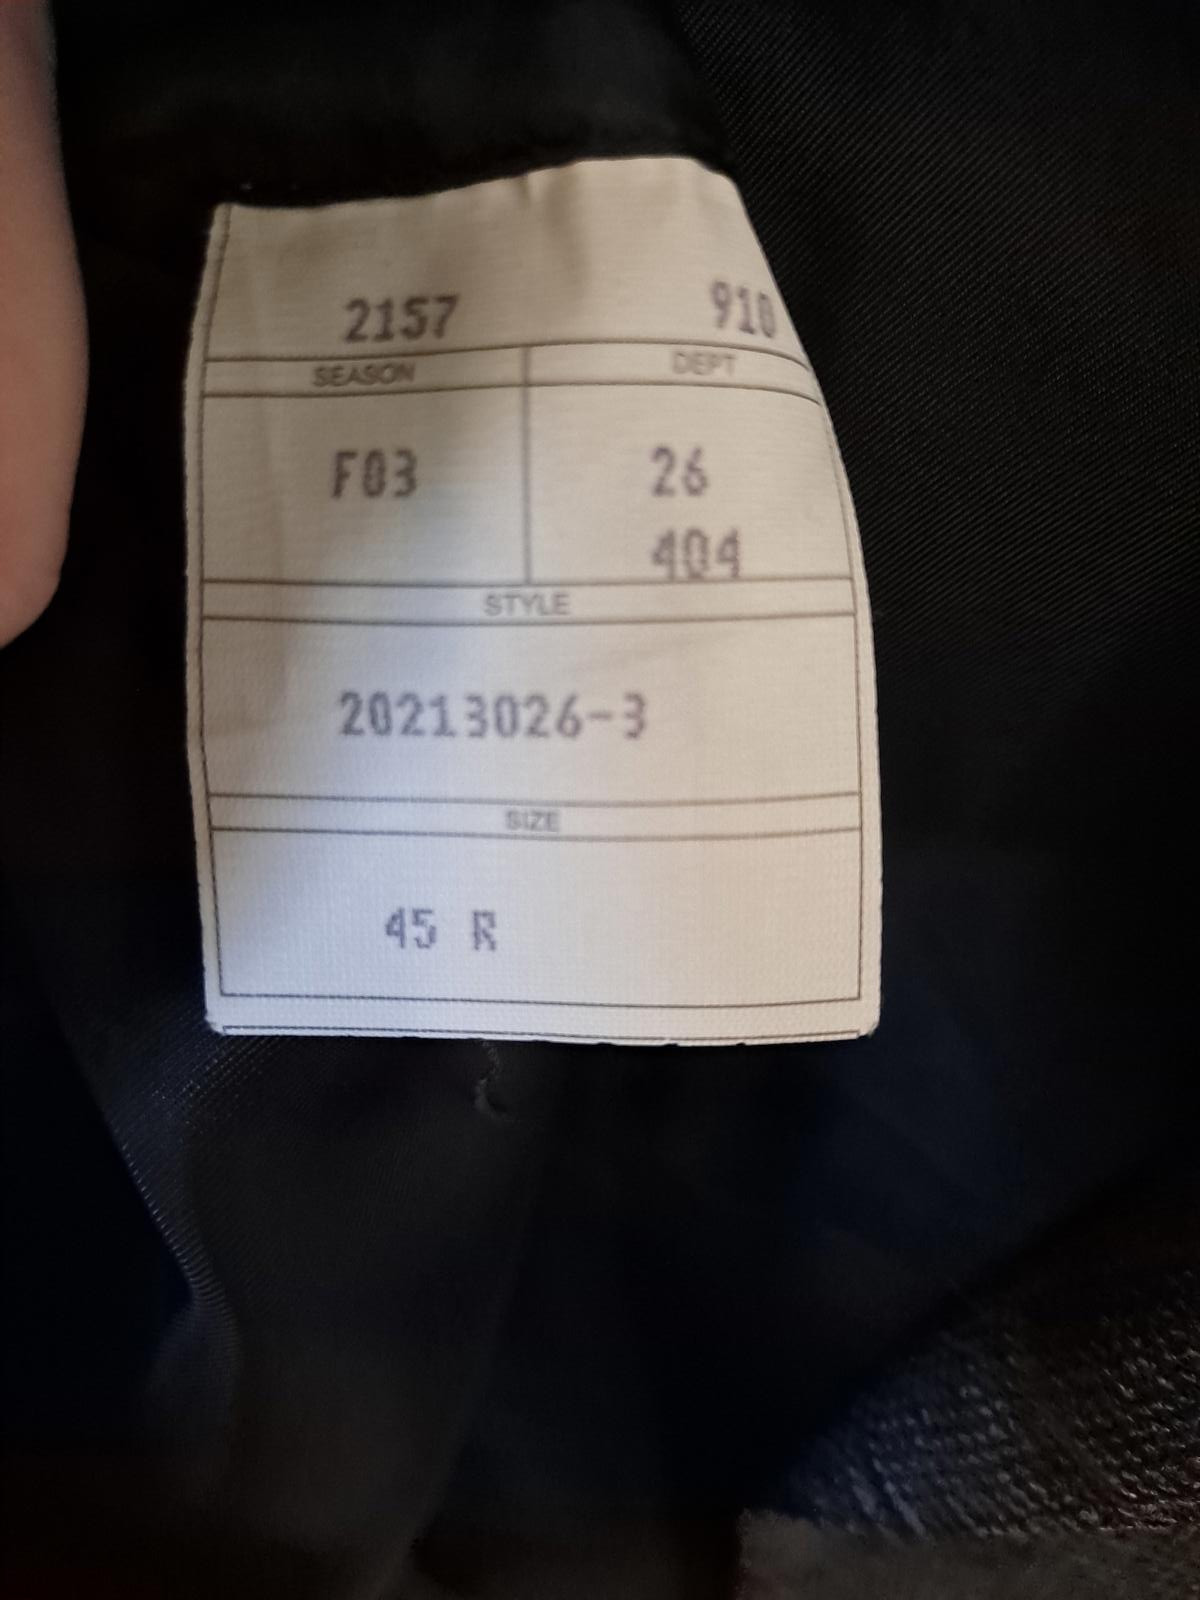 2157 910
SEASON DEPT
F03 26
404
STYLE
20213026-3
SIZE
45 R